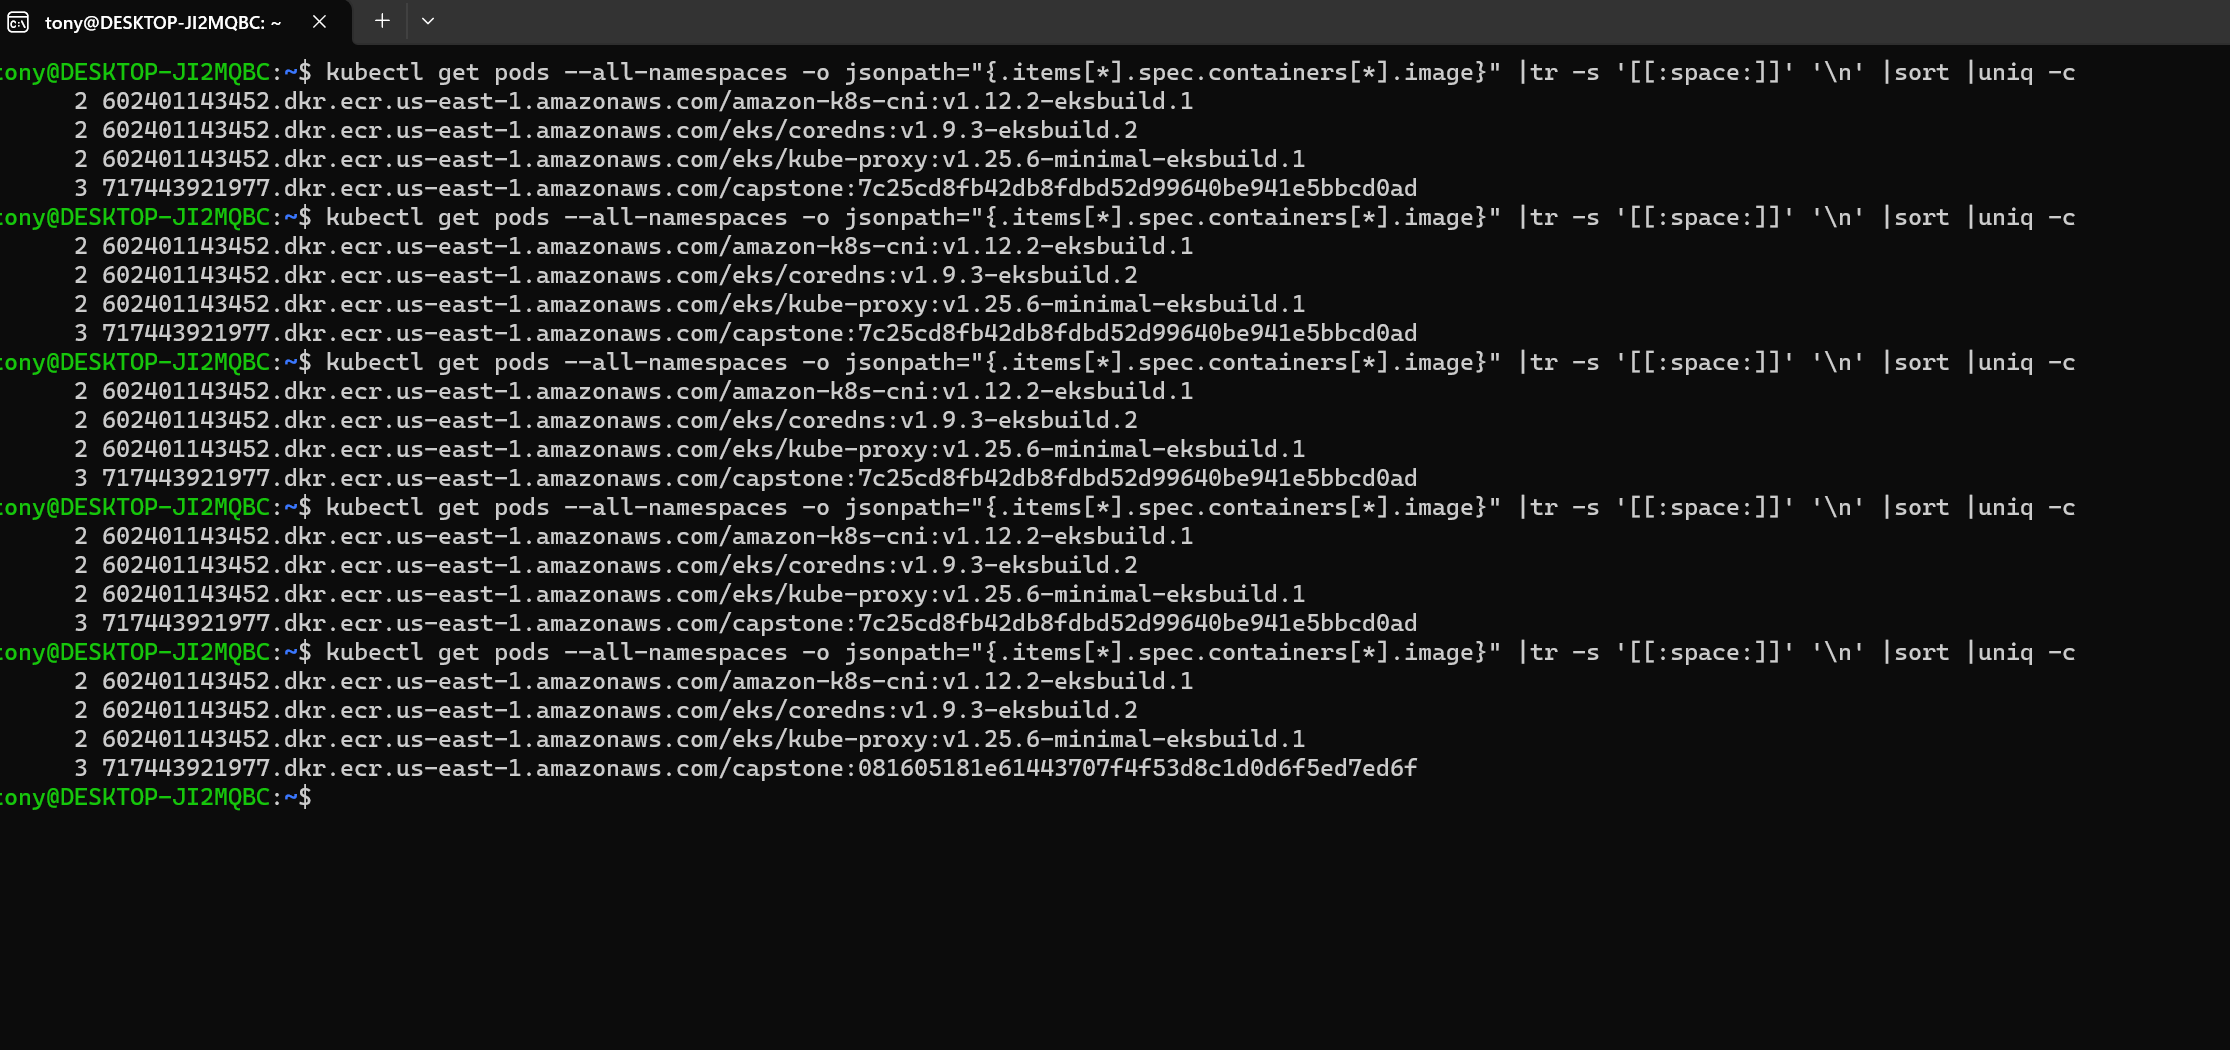 tony@DESKTOP-JI2MQBC: ~
tony@DESKTOP-JI2MQBC:~$ kubectl get pods --all-namespaces -o jsonpath="{.items[*].spec.containers[*].image}" |tr -s '[[:space:]]' '\n' |sort |uniq -c
2 602401143452.dkr.ecr.us-east-1.amazonaws.com/amazon-k8s-cni:v1.12.2-eksbuild.1
2 602401143452.dkr.ecr.us-east-1.amazonaws.com/eks/coredns:v1.9.3-eksbuild.2
2 602401143452.dkr.ecr.us-east-1.amazonaws.com/eks/kube-proxy:v1.25.6-minimal-eksbuild.1
3 717443921977.dkr.ecr.us-east-1.amazonaws.com/capstone:7c25cd8fb42db8fdbd52d99640be941e5bbcd0ad
tony@DESKTOP-JI2MQBC:~$ kubectl get pods --all-namespaces -o jsonpath="{.items[*].spec.containers[*].image}" |tr -s '[[:space:]]' '\n' |sort |uniq -c
2 602401143452.dkr.ecr.us-east-1.amazonaws.com/amazon-k8s-cni:v1.12.2-eksbuild.1
2 602401143452.dkr.ecr.us-east-1.amazonaws.com/eks/coredns:v1.9.3-eksbuild.2
2 602401143452.dkr.ecr.us-east-1.amazonaws.com/eks/kube-proxy:v1.25.6-minimal-eksbuild.1
3 717443921977.dkr.ecr.us-east-1.amazonaws.com/capstone:7c25cd8fb42db8fdbd52d99640be941e5bbcd0ad
tony@DESKTOP-JI2MQBC:~$ kubectl get pods --all-namespaces -o jsonpath="{.items[*].spec.containers[*].image}" |tr -s '[[:space:]]' '\n' |sort |uniq -c
2 602401143452.dkr.ecr.us-east-1.amazonaws.com/amazon-k8s-cni:v1.12.2-eksbuild.1
2 602401143452.dkr.ecr.us-east-1.amazonaws.com/eks/coredns:v1.9.3-eksbuild.2
2 602401143452.dkr.ecr.us-east-1.amazonaws.com/eks/kube-proxy:v1.25.6-minimal-eksbuild.1
3 717443921977.dkr.ecr.us-east-1.amazonaws.com/capstone:7c25cd8fb42db8fdbd52d99640be941e5bbcd0ad
tony@DESKTOP-JI2MQBC:~$ kubectl get pods --all-namespaces -o jsonpath="{.items[*].spec.containers[*].image}" |tr -s '[[:space:]]' '\n' |sort |uniq -c
2 602401143452.dkr.ecr.us-east-1.amazonaws.com/amazon-k8s-cni:v1.12.2-eksbuild.1
2 602401143452.dkr.ecr.us-east-1.amazonaws.com/eks/coredns:v1.9.3-eksbuild.2
2 602401143452.dkr.ecr.us-east-1.amazonaws.com/eks/kube-proxy:v1.25.6-minimal-eksbuild.1
3 717443921977.dkr.ecr.us-east-1.amazonaws.com/capstone:7c25cd8fb42db8fdbd52d99640be941e5bbcd0ad
tony@DESKTOP-JI2MQBC:~$ kubectl get pods --all-namespaces -o jsonpath="{.items[*].spec.containers[*].image}" |tr -s '[[:space:]]' '\n' |sort |uniq -c
2 602401143452.dkr.ecr.us-east-1.amazonaws.com/amazon-k8s-cni:v1.12.2-eksbuild.1
2 602401143452.dkr.ecr.us-east-1.amazonaws.com/eks/coredns:v1.9.3-eksbuild.2
2 602401143452.dkr.ecr.us-east-1.amazonaws.com/eks/kube-proxy:v1.25.6-minimal-eksbuild.1
3 717443921977.dkr.ecr.us-east-1.amazonaws.com/capstone:081605181e61443707f4f53d8c1d0d6f5ed7ed6f
tony@DESKTOP-JI2MQBC:~$